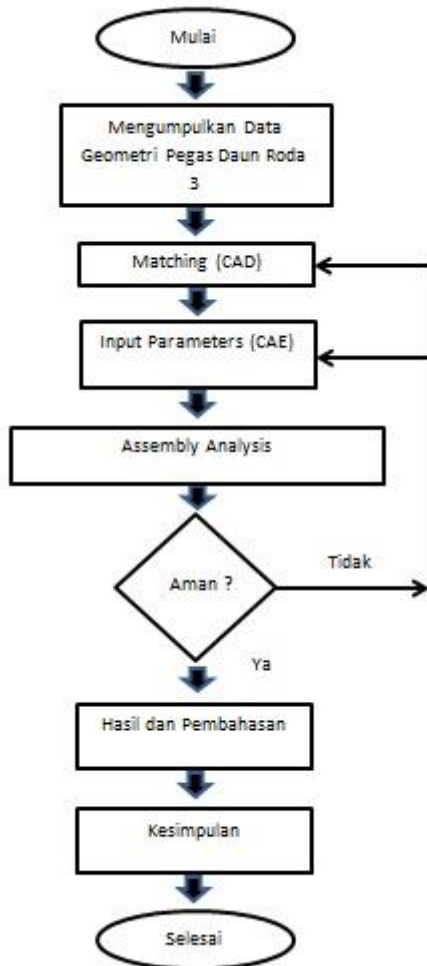 Mulai
Mengumpulkan Data
Geometri Pegas Daun Roda
3
Matching (CAD)
Input Parameters (CAE)
Assembly Analysis
Aman ?
Tidak
Ya
Hasil dan Pembahasan
Kesimpulan
Selesai